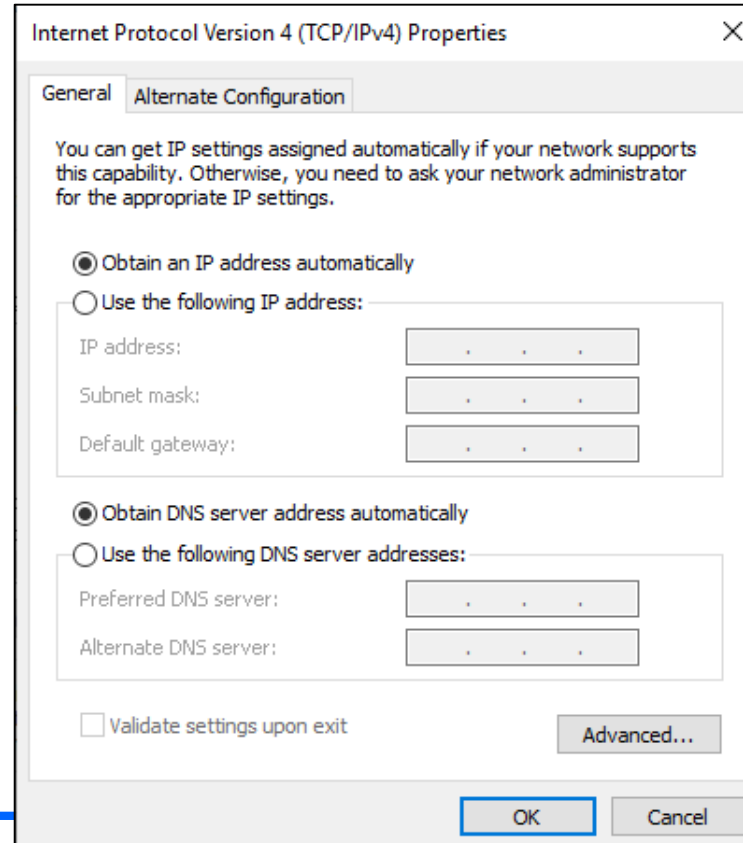 Internet Protocol Version 4 (TCP/IPv4) Properties
General
Alternate Configuration
You can get IP settings assigned automatically if your network supports
this capability. Otherwise, you need to ask your network administrator
for the appropriate IP settings.
Obtain an IP address automatically
Use the following IP address:
IP address:
Subnet mask:
Default gateway:
Obtain DNS server address automatically
Use the following DNS server addresses:
Preferred DNS server:
Alternate DNS server:
Validate settings upon exit
Advanced...
OK
Cancel